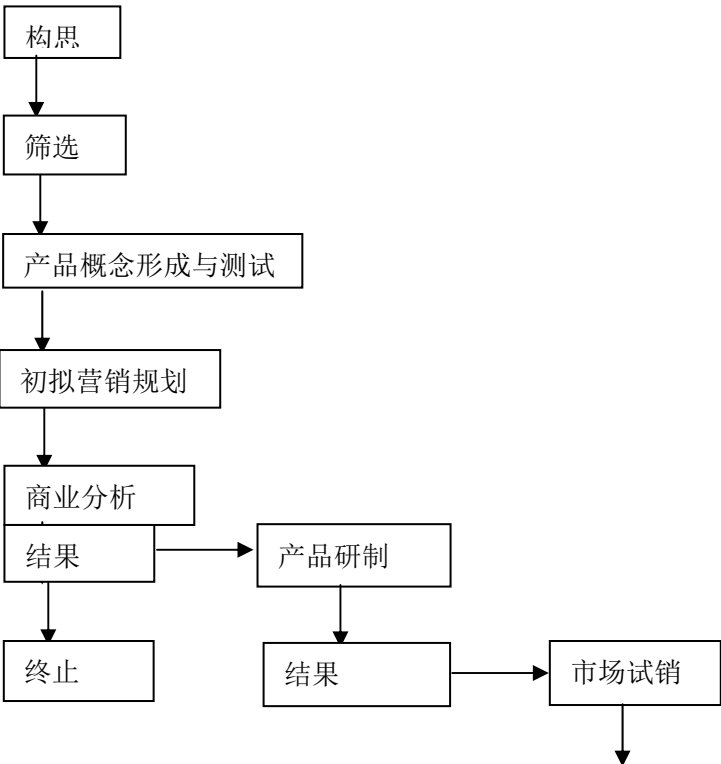 构思
筛选
产品概念形成与测试
初拟营销规划
商业分析
结果
产品研制
终止
结果
市场试销